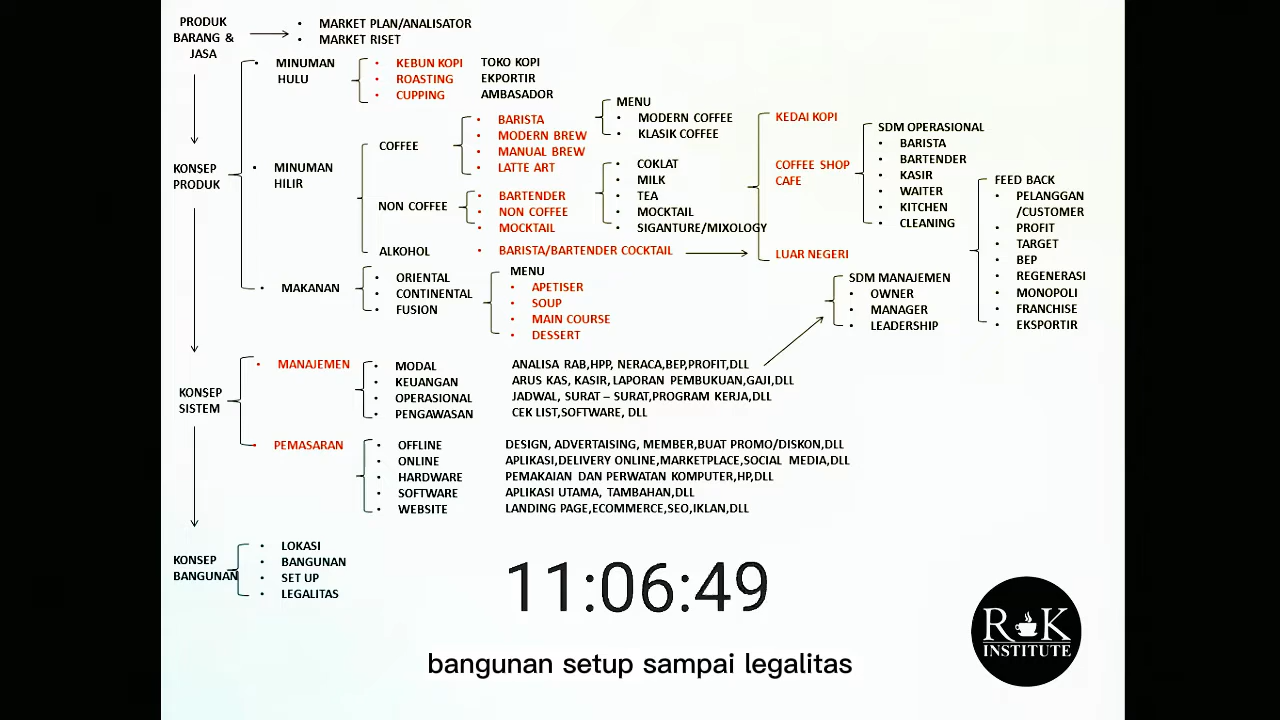 PRODUK
BARANG &
JASA
• MARKET PLAN/ANALISATOR
• MARKET RISET
KONSEP
PRODUK
• MINUMAN
HULU
• KEBUN KOPI TOKO KOPI
• ROASTING EKPORTIR
• CUPPING AMBASADOR
• MINUMAN
HILIR
COFFEE
• BARISTA
• MODERN BREW
• MANUAL BREW
• LATTE ART
MENU
• MODERN COFFEE
• KLASIK COFFEE
NON COFFEE
• BARTENDER
• NON COFFEE
• MOCKTAIL
• COKLAT
• MILK
• TEA
• MOCKTAIL
• SIGANTURE/MIXOLOGY
ALKOHOL
• BARISTA/BARTENDER COCKTAIL
KEDAI KOPI
COFFEE SHOP
CAFE
LUAR NEGERI
SDM OPERASIONAL
• BARISTA
• BARTENDER
• KASIR
• WAITER
• KITCHEN
• CLEANING
SDM MANAJEMEN
• OWNER
• MANAGER
• LEADERSHIP
FEED BACK
• PELANGGAN
/CUSTOMER
• PROFIT
• TARGET
• BEP
• REGENERASI
• MONOPOLI
• FRANCHISE
• EKSPORTIR
• MAKANAN
• ORIENTAL
• CONTINENTAL
• FUSION
MENU
• APETISER
• SOUP
• MAIN COURSE
• DESSERT
KONSEP
SISTEM
• MANAJEMEN
• MODAL ANALISA RAB,HPP, NERACA,BEP,PROFIT,DLL
• KEUANGAN ARUS KAS, KASIR, LAPORAN PEMBUKUAN,GAJI,DLL
• OPERASIONAL JADWAL, SURAT – SURAT,PROGRAM KERJA,DLL
• PENGAWASAN CEK LIST,SOFTWARE, DLL
• PEMASARAN
• OFFLINE DESIGN, ADVERTAISING, MEMBER,BUAT PROMO/DISKON,DLL
• ONLINE APLIKASI,DELIVERY ONLINE,MARKETPLACE,SOCIAL MEDIA,DLL
• HARDWARE PEMAKAIAN DAN PERWATAN KOMPUTER,HP,DLL
• SOFTWARE APLIKASI UTAMA, TAMBAHAN,DLL
• WEBSITE LANDING PAGE,ECOMMERCE,SEO,IKLAN,DLL
KONSEP
BANGUNAN
• LOKASI
• BANGUNAN
• SET UP
• LEGALITAS
11:06:49
R K
INSTITUTE
bangunan setup sampai legalitas